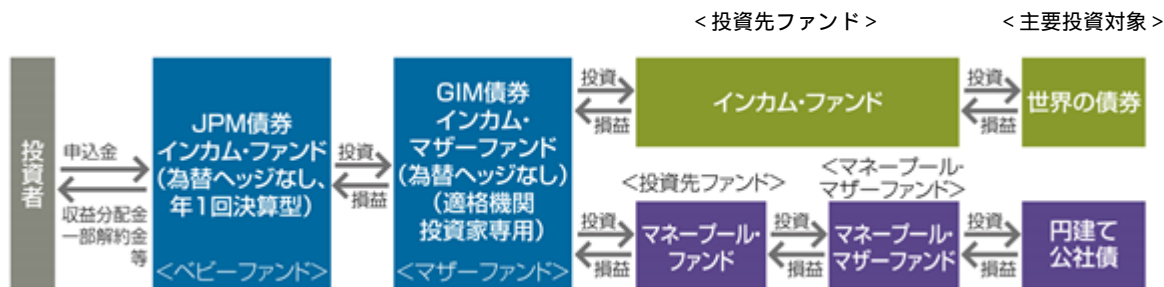 <投資先ファンド>
<主要投資対象>
投資者
申込金
収益分配金
一部解約金
等
JPM債券
インカム・ファンド
(為替ヘッジなし、
年1回決算型)
<ベビーファンド>
投資
損益
GIM債券
インカム・
マザーファンド
(為替ヘッジなし)
(適格機関
投資家専用)
<マザーファンド>
投資
損益
インカム・ファンド
投資
損益
世界の債券
<投資先ファンド>
<マネープール・
マザーファンド>
投資
損益
マネープール・
ファンド
投資
損益
マネープール・
マザーファンド
投資
損益
円建て
公社債